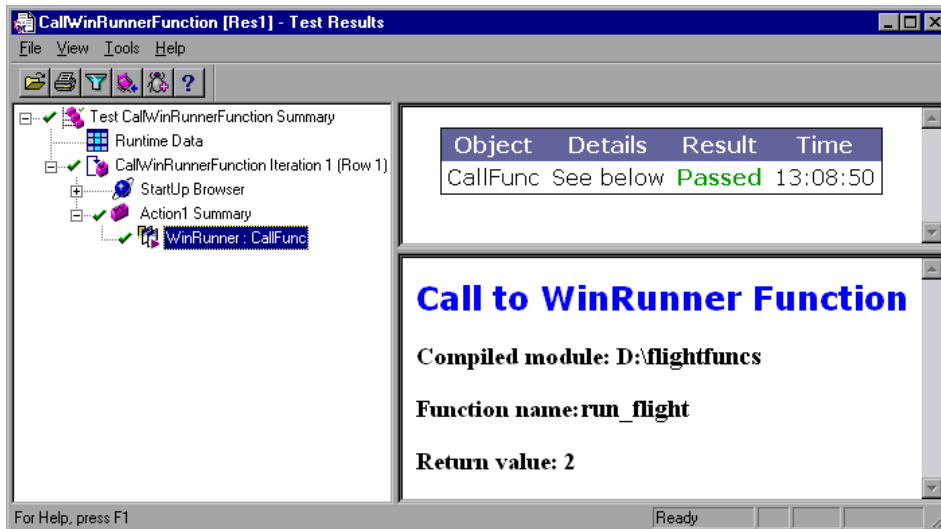 CallWinRunnerFunction [Res1] - Test Results
File View Tools Help
?
Test CallWinRunnerFunction Summary
Runtime Data
CallWinRunnerFunction Iteration 1 (Row 1)
StartUp Browser
Action1 Summary
WinRunner : CallFunc
Object Details Result Time
CallFunc See below Passed 13:08:50
Call to WinRunner Function
Compiled module: D:\flightfuncs
Function name:run_flight
Return value: 2
For Help, press F1
Ready